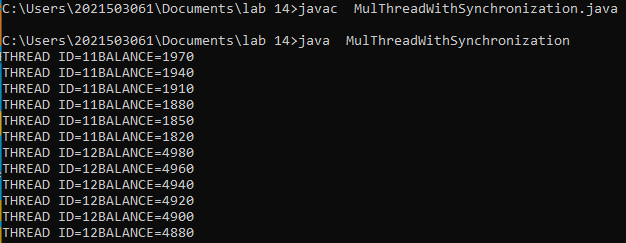 C:\Users\2021503061\Documents\lab 14>javac  MulThreadWithSynchronization.java
C:\Users\2021503061\Documents\lab 14>java  MulThreadWithSynchronization
THREAD ID=11BALANCE=1970
THREAD ID=11BALANCE=1940
THREAD ID=11BALANCE=1910
THREAD ID=11BALANCE=1880
THREAD ID=11BALANCE=1850
THREAD ID=11BALANCE=1820
THREAD ID=12BALANCE=4980
THREAD ID=12BALANCE=4960
THREAD ID=12BALANCE=4940
THREAD ID=12BALANCE=4920
THREAD ID=12BALANCE=4900
THREAD ID=12BALANCE=4880